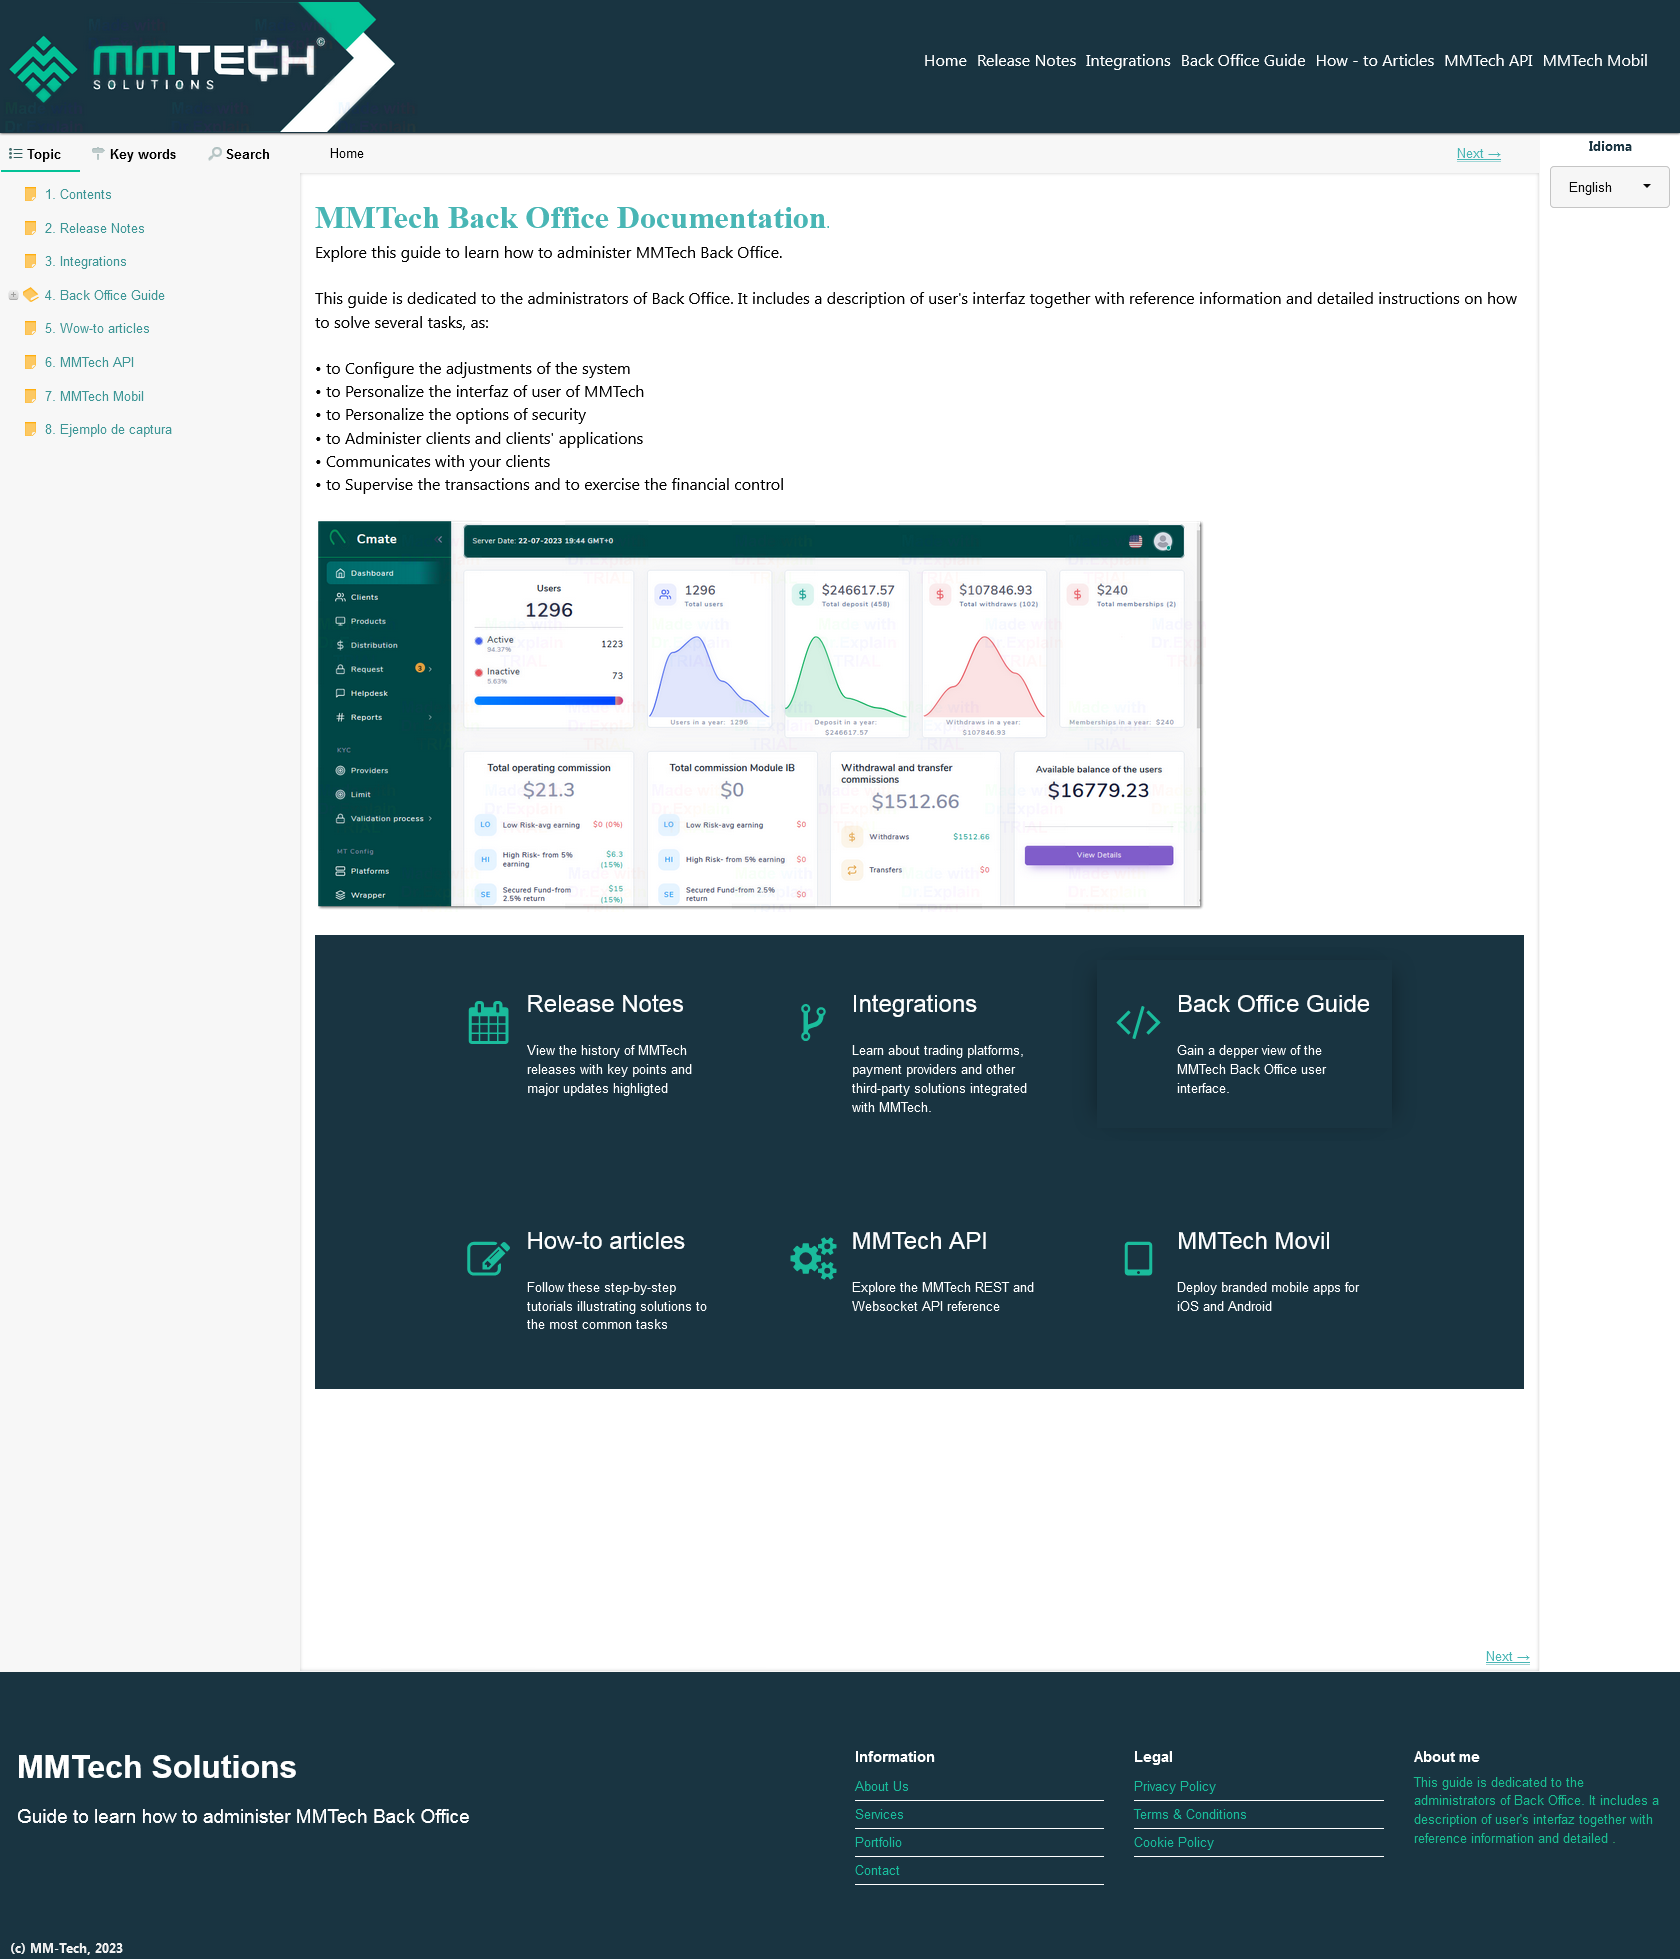 MMTECH©
SOLUTIONS
Home Release Notes Integrations Back Office Guide How - to Articles MMTech API MMTech Mobil
Topic Key words Search
Home
Next →
Idioma
English
1. Contents
2. Release Notes
3. Integrations
4. Back Office Guide
5. Wow-to articles
6. MMTech API
7. MMTech Mobil
8. Ejemplo de captura
MMTech Back Office Documentation.
Explore this guide to learn how to administer MMTech Back Office.
This guide is dedicated to the administrators of Back Office. It includes a description of user's interfaz together with reference information and detailed instructions on how
to solve several tasks, as:
• to Configure the adjustments of the system
• to Personalize the interfaz of user of MMTech
• to Personalize the options of security
• to Administer clients and clients' applications
• Communicates with your clients
• to Supervise the transactions and to exercise the financial control
Cmate
Server Date: 22-07-2023 19:44 GMT+0
Dashboard
Clients
Products
Distribution
Request 3
Helpdesk
Reports
KYC
Providers
Limit
Validation process
MT Config
Platforms
Wrapper
Users
1296
Active
94.37%
1223
Inactive
5.63%
73
1296
Total users
Users in a year: 1296
$246617.57
Total deposit (458)
Deposit in a year:
$246617.57
$107846.93
Total withdraws (102)
Withdraws in a year:
$107846.93
$240
Total memberships (2)
Memberships in a year: $240
Total operating commission
$21.3
LO Low Risk-avg earning $0 (0%)
HI High Risk- from 5%
earning
$6.3
(15%)
SE Secured Fund-from
2.5% return
$15
(15%)
Total commission Module IB
$0
LO Low Risk-avg earning $0
HI High Risk- from 5% earning $0
SE Secured Fund-from 2.5%
return
$0
Withdrawal and transfer
commissions
$1512.66
Withdraws $1512.66
Transfers $0
Available balance of the users
$16779.23
View Details
Release Notes
View the history of MMTech
releases with key points and
major updates highligted
Integrations
Learn about trading platforms,
payment providers and other
third-party solutions integrated
with MMTech.
Back Office Guide
Gain a depper view of the
MMTech Back Office user
interface.
How-to articles
Follow these step-by-step
tutorials illustrating solutions to
the most common tasks
MMTech API
Explore the MMTech REST and
Websocket API reference
MMTech Movil
Deploy branded mobile apps for
iOS and Android
Next →
MMTech Solutions
Guide to learn how to administer MMTech Back Office
Information
About Us
Services
Portfolio
Contact
Legal
Privacy Policy
Terms & Conditions
Cookie Policy
About me
This guide is dedicated to the
administrators of Back Office. It includes a
description of user's interfaz together with
reference information and detailed .
(c) MM-Tech, 2023